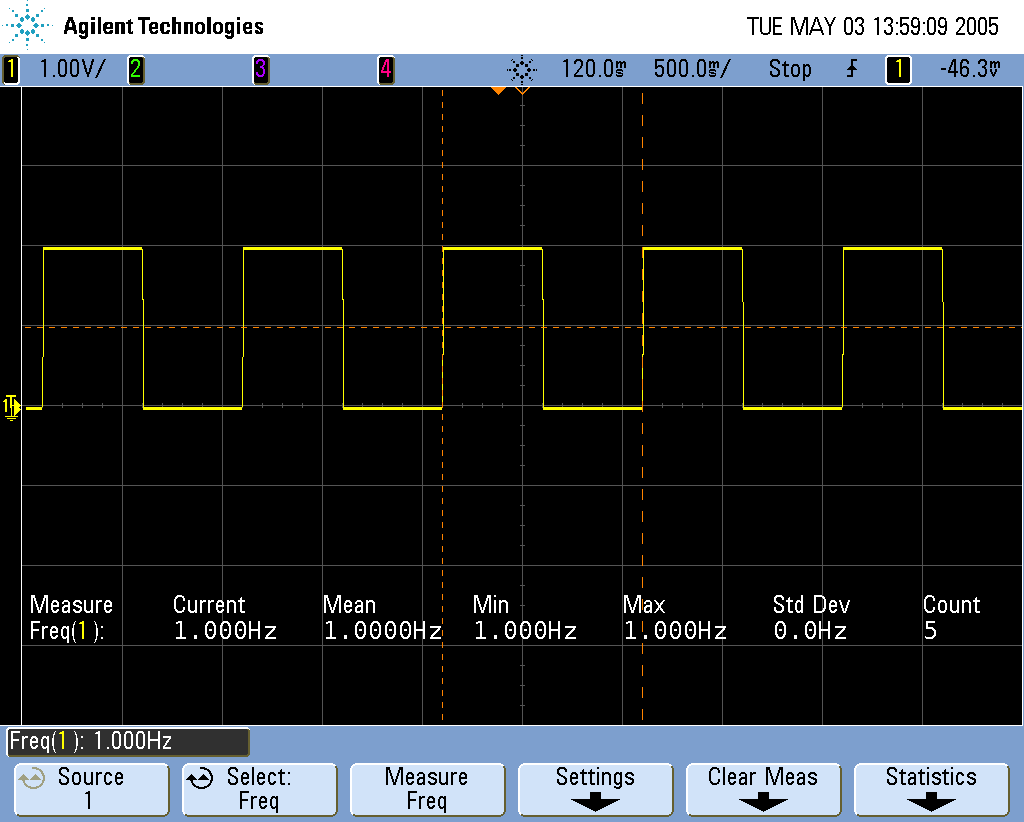 Agilent Technologies TUE MAY 03 13:59:09 2005
1 1.00V/ 2 3 4 120.0ms 500.0ms/ Stop 1 -46.3mV
1
Measure Current Mean Min Max Std Dev Count
Freq(1): 1.000Hz 1.0000Hz 1.000Hz 1.000Hz 0.0Hz 5
Freq(1): 1.000Hz
Source Select: Measure Settings Clear Meas Statistics
1 Freq Freq